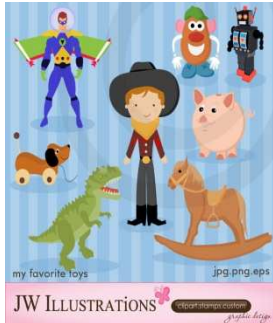 my favorite toys
jpg.png.eps
JW ILLUSTRATIONS
clipart.stamps.custom
graphic design